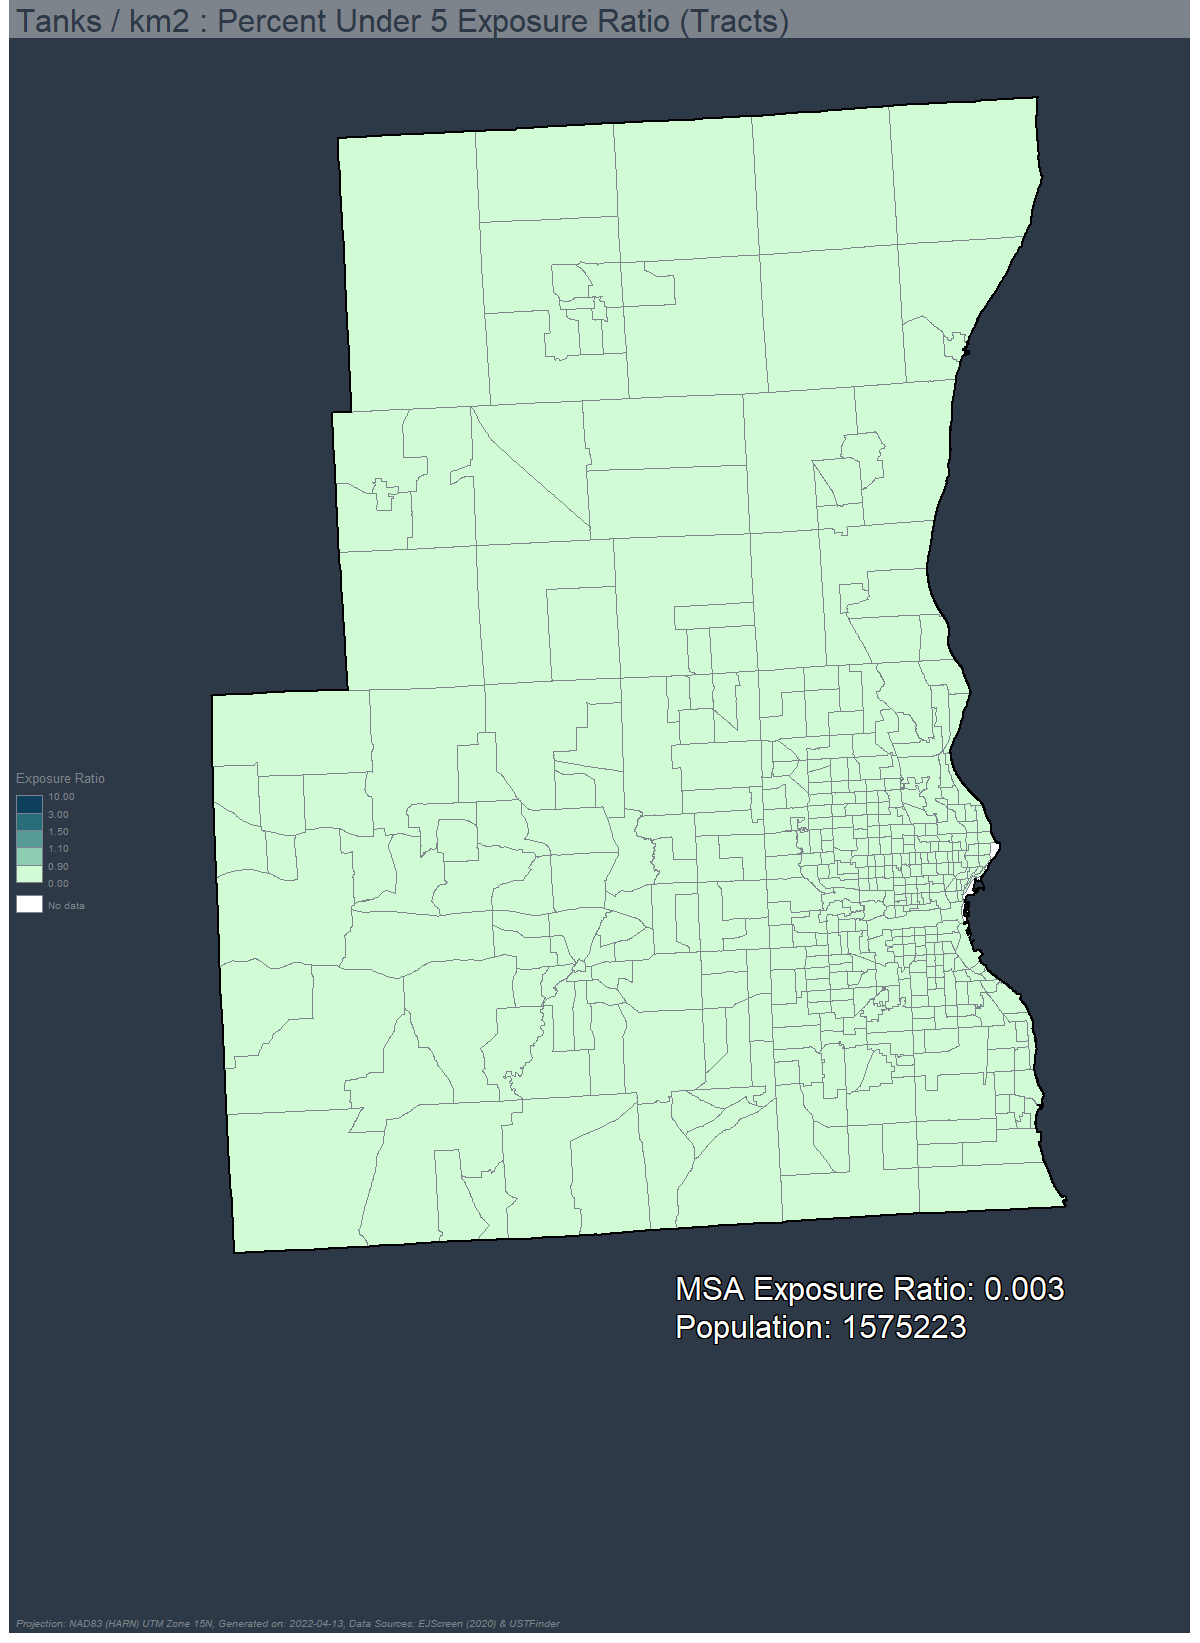 Tanks / km2 : Percent Under 5 Exposure Ratio (Tracts)
Exposure Ratio
10.00
3.00
1.50
1.10
0.90
0.00
No data
MSA Exposure Ratio: 0.003
Population: 1575223
Projection: NAD83 (HARN) UTM Zone 15N, Generated on: 2022-04-13, Data Sources: EJScreen (2020) & USTFinder